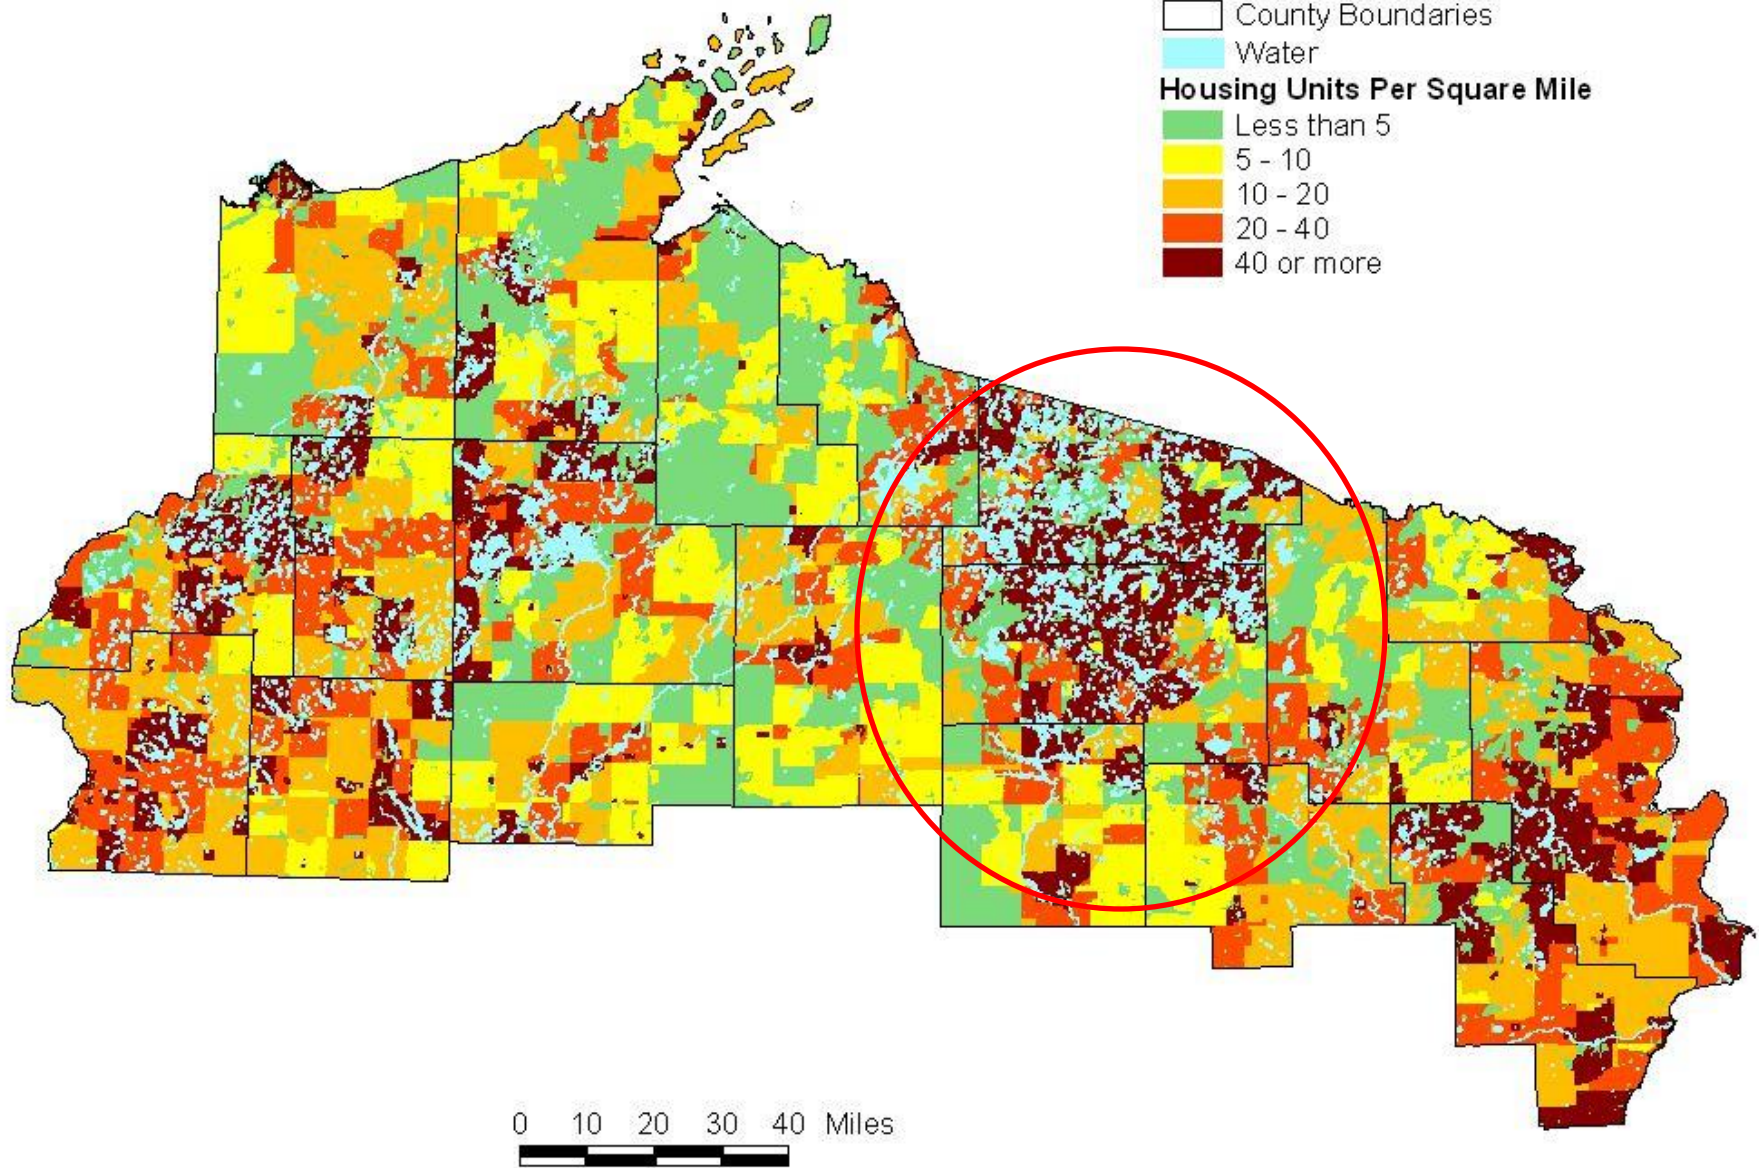 County Boundaries
Water
Housing Units Per Square Mile
Less than 5
5 - 10
10 - 20
20 - 40
40 or more
0 10 20 30 40 Miles